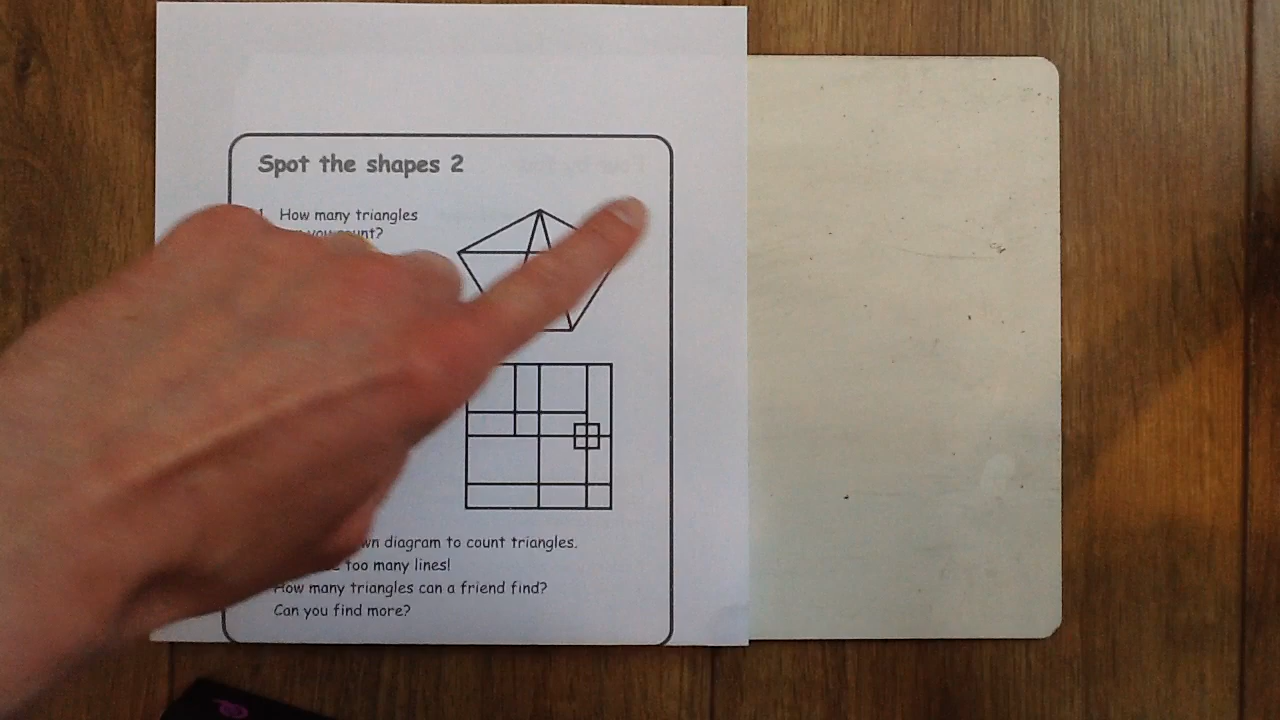 Spot the shapes 2
1. How many triangles
you count?
own diagram to count triangles.
too many lines!
How many triangles can a friend find?
Can you find more?